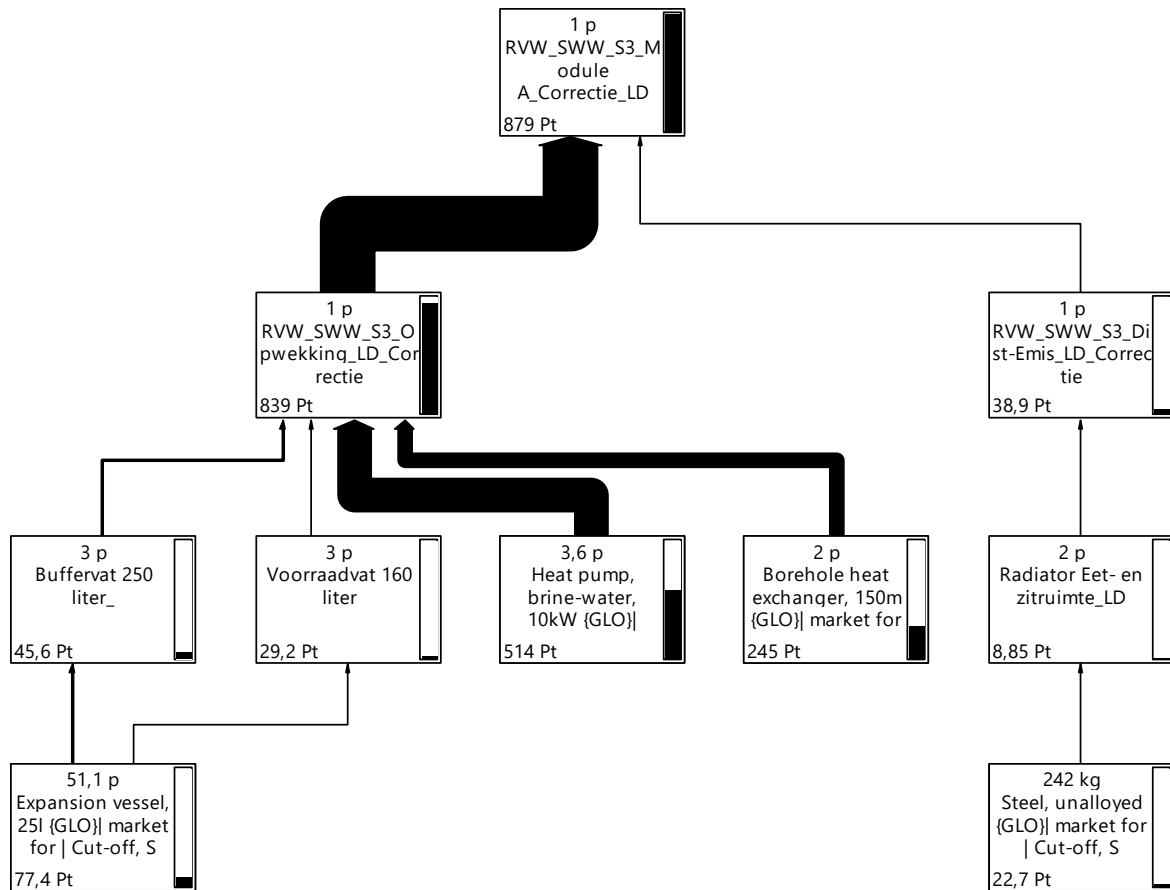 1 p
RVW_SWW_S3_M
odule
A_Correctie_LD
879 Pt
1 p
RVW_SWW_S3_O
pwekking_LD_Cor
rectie
839 Pt
1 p
RVW_SWW_S3_Di
st-Emis_LD_Correc
tie
38,9 Pt
3 p
Buffervat 250
liter_
45,6 Pt
3 p
Voorraadvat 160
liter
29,2 Pt
3,6 p
Heat pump,
brine-water,
10kW {GLO}|
514 Pt
2 p
Borehole heat
exchanger, 150m
{GLO}| market for
245 Pt
2 p
Radiator Eet- en
zitruimte_LD
8,85 Pt
51,1 p
Expansion vessel,
25l {GLO}| market
for | Cut-off, S
77,4 Pt
242 kg
Steel, unalloyed
{GLO}| market for
| Cut-off, S
22,7 Pt